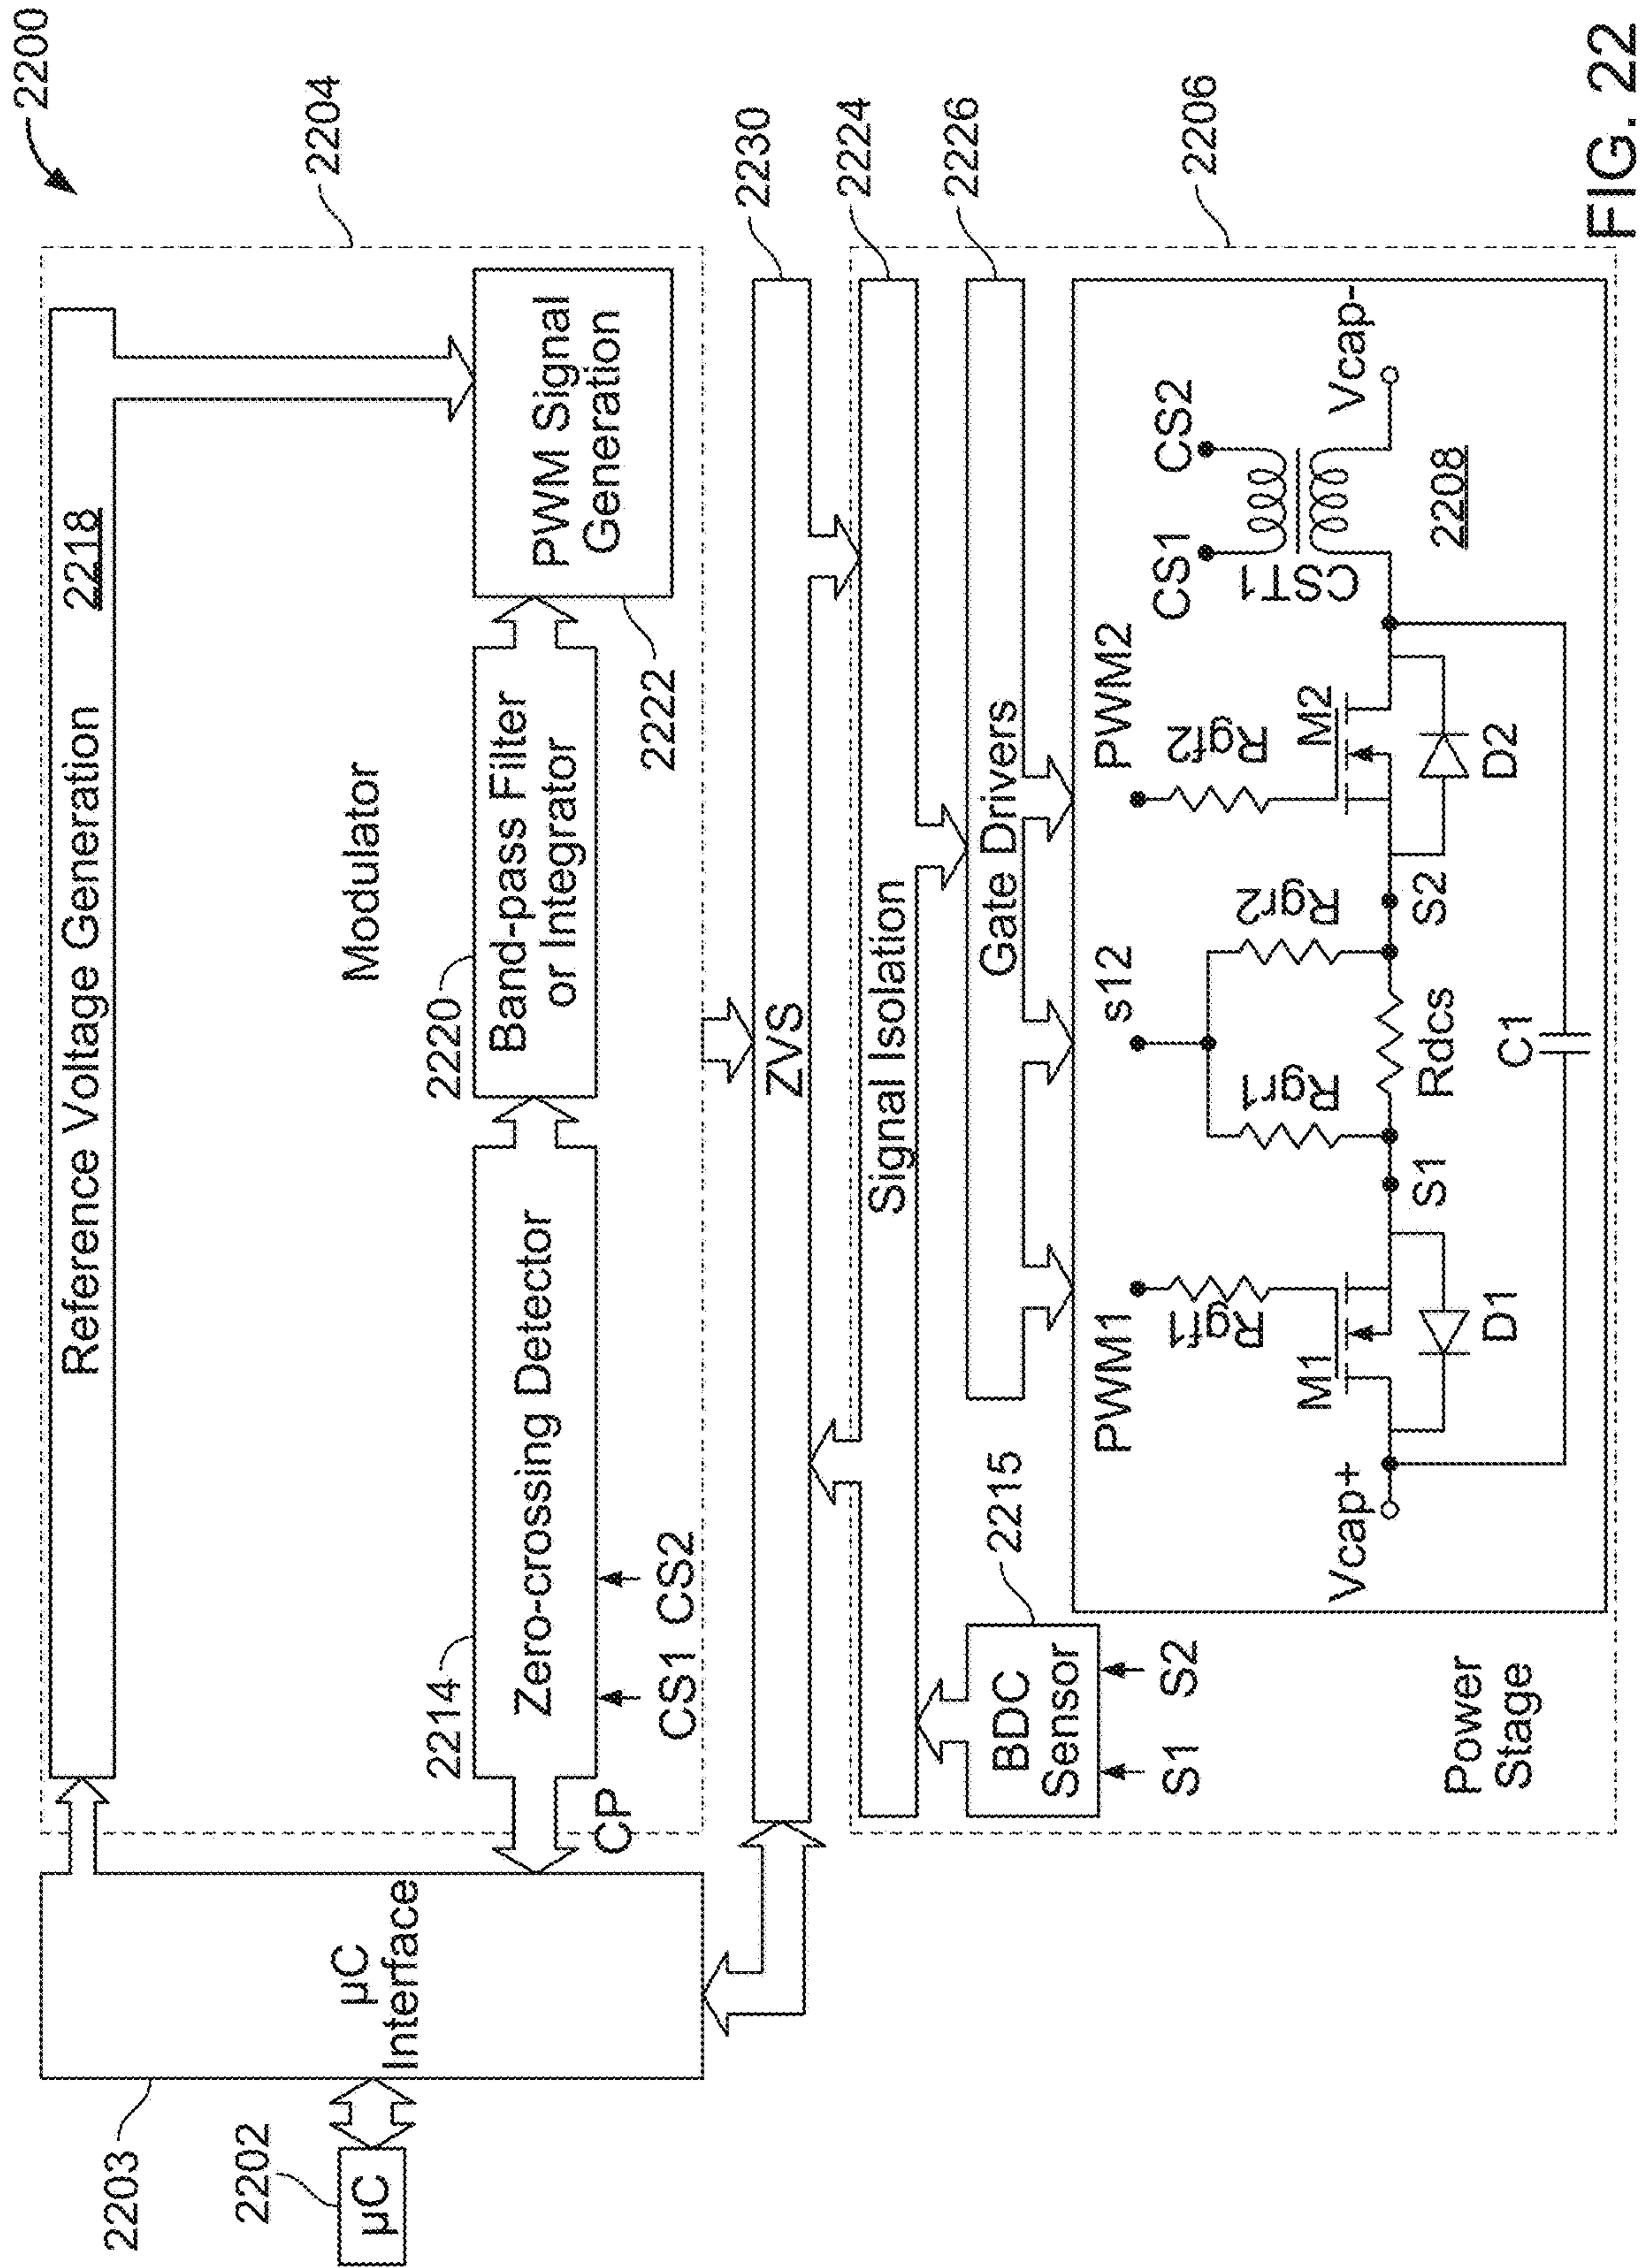 2200
2204
Reference Voltage Generation 2218
Modulator
2214
Zero-crossing Detector
CS1 CS2
CP
2220
Band-pass Filter
or Integrator
PWM Signal
Generation
2222
2203
µC
Interface
2202
µC
ZVS
2230
Signal Isolation
2224
Gate Drivers
2226
2206
2215
BDC
Sensor
S1 S2
Power
Stage
PWM1
s12
PWM2
CS1
CS2
Rgf1
Rgr1
Rgr2
Rgf2
CST1
M1
M2
Vcap+
S1
Rdcs
S2
2208
Vcap-
D1
D2
C1
FIG. 22